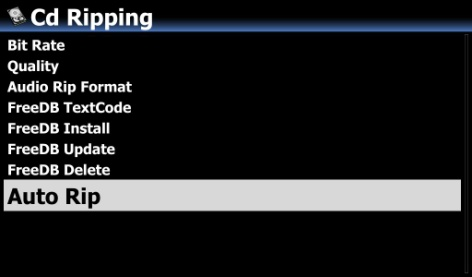 Cd Ripping
Bit Rate
Quality
Audio Rip Format
FreeDB TextCode
FreeDB Install
FreeDB Update
FreeDB Delete
Auto Rip